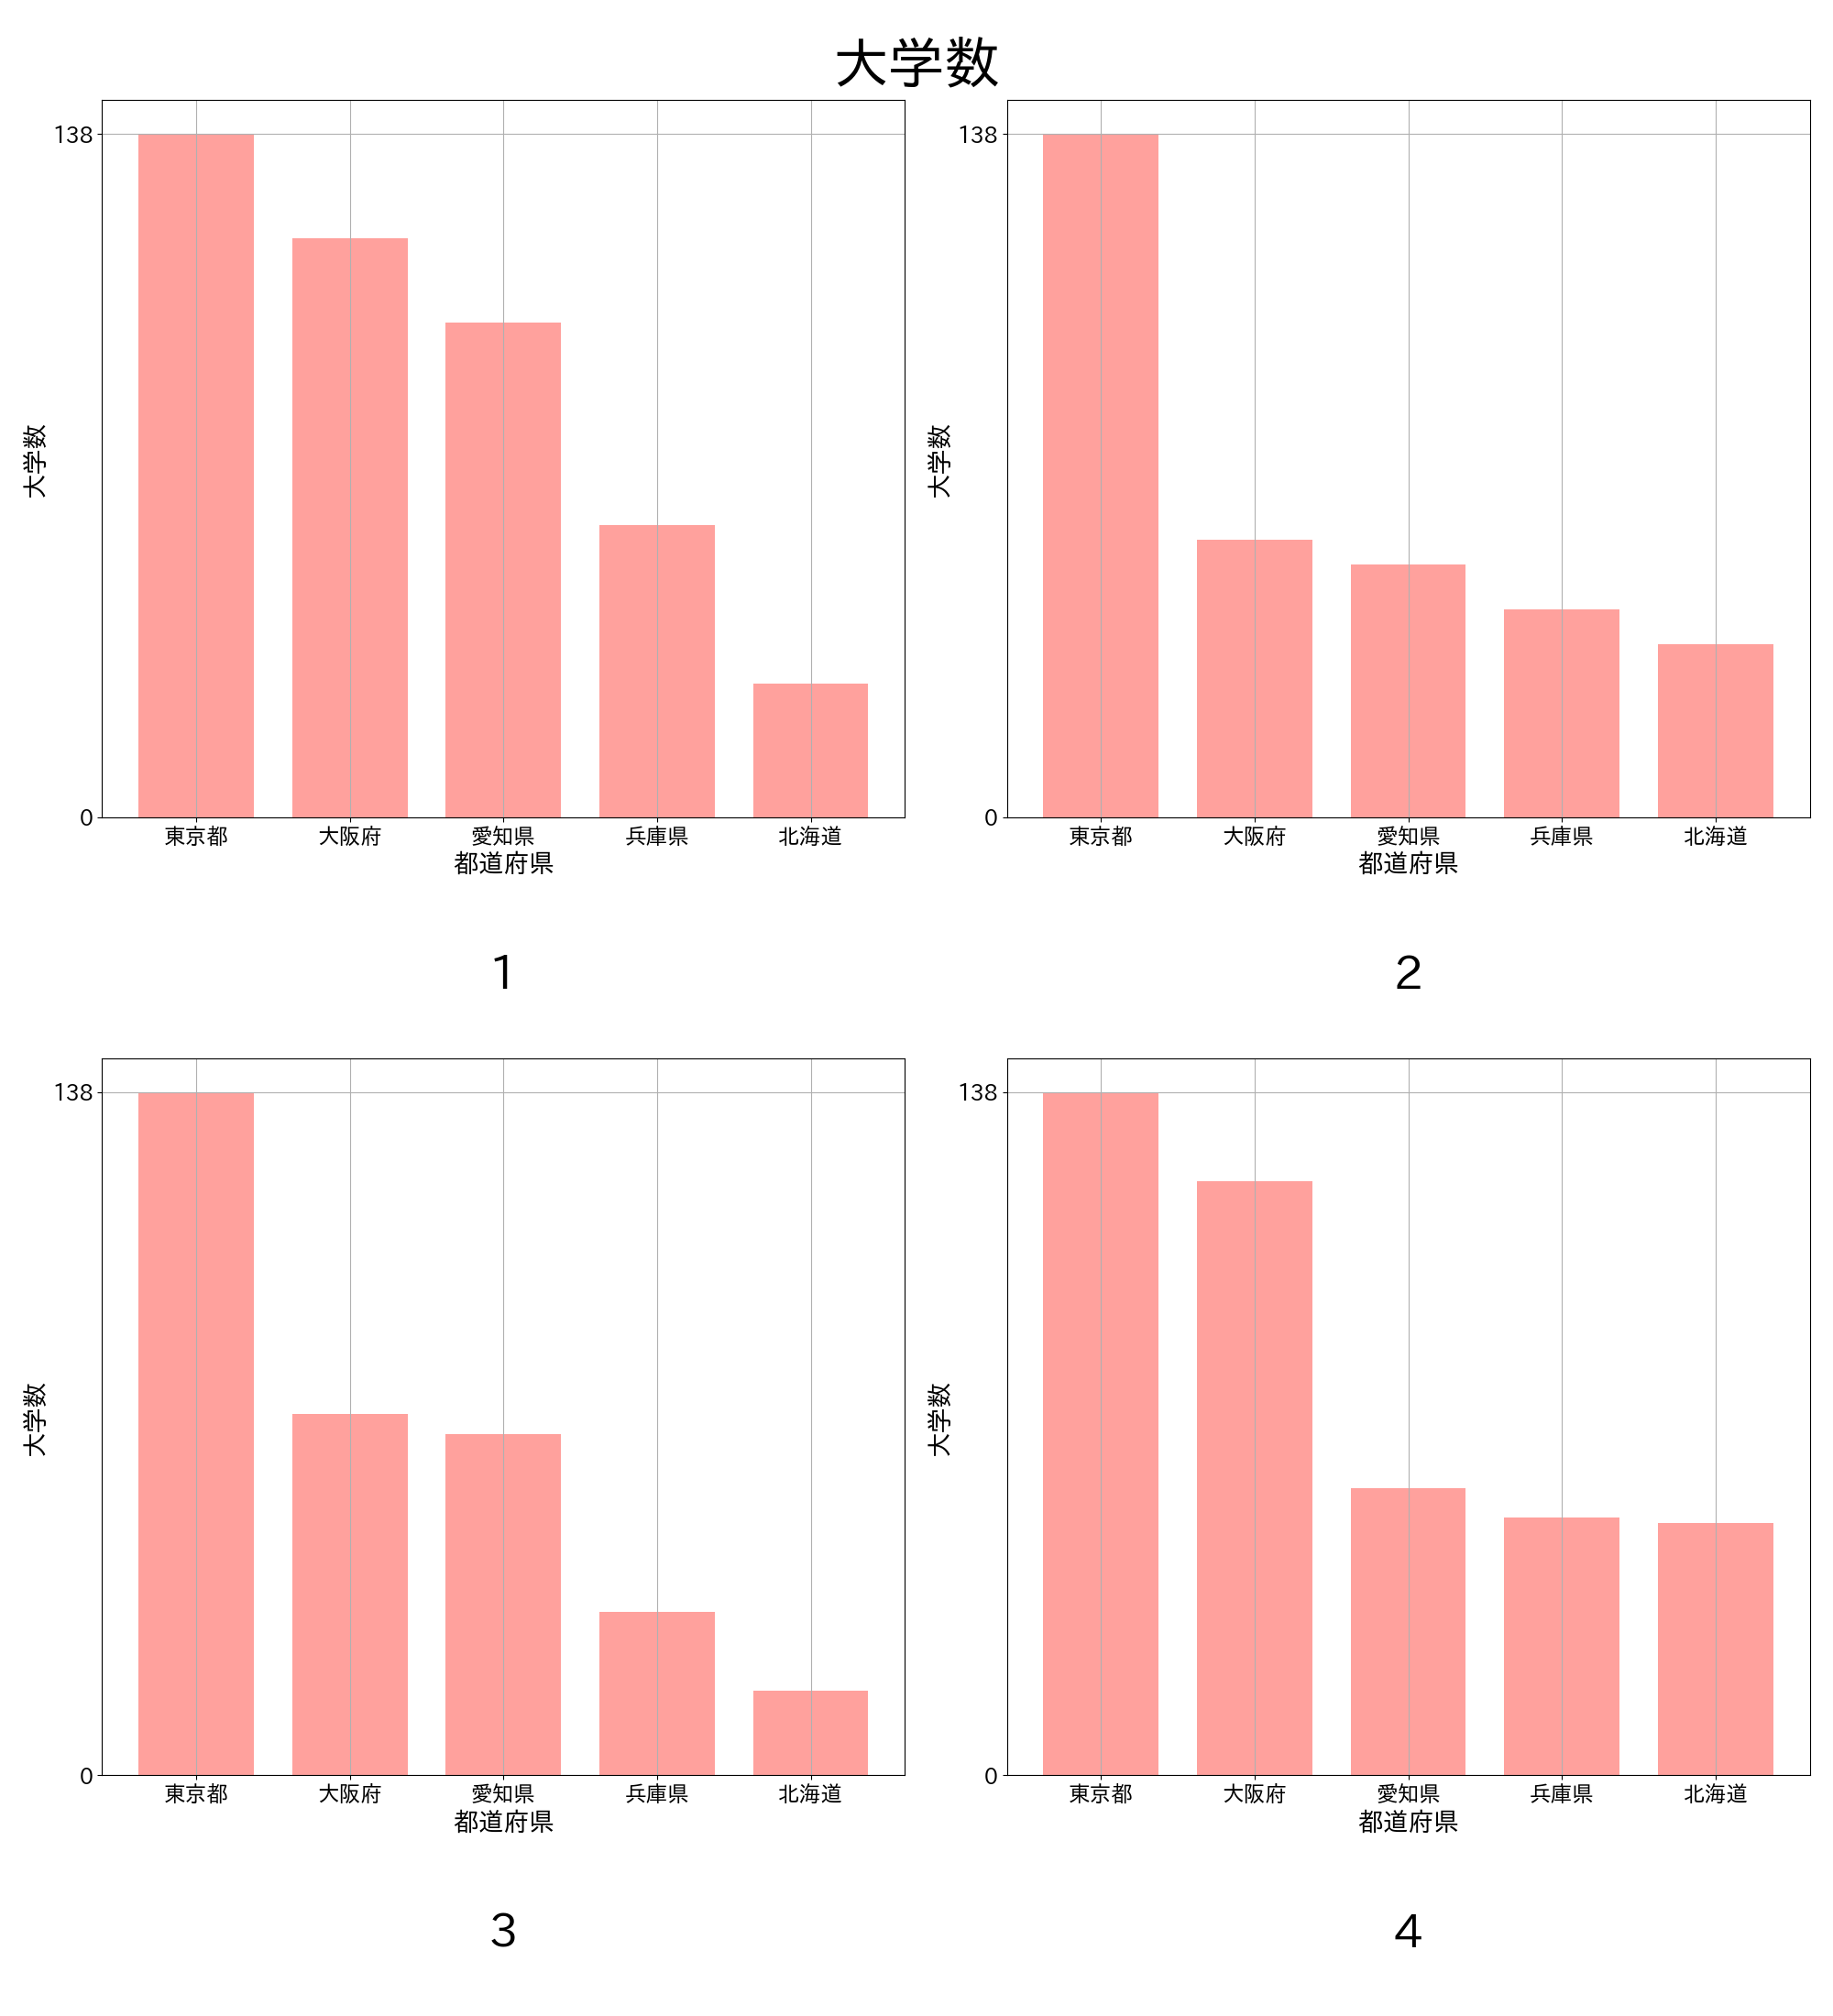 大学数
138
0
大学数
東京都 大阪府 愛知県 兵庫県 北海道
都道府県
1
138
0
大学数
東京都 大阪府 愛知県 兵庫県 北海道
都道府県
2
138
0
大学数
東京都 大阪府 愛知県 兵庫県 北海道
都道府県
3
138
0
大学数
東京都 大阪府 愛知県 兵庫県 北海道
都道府県
4